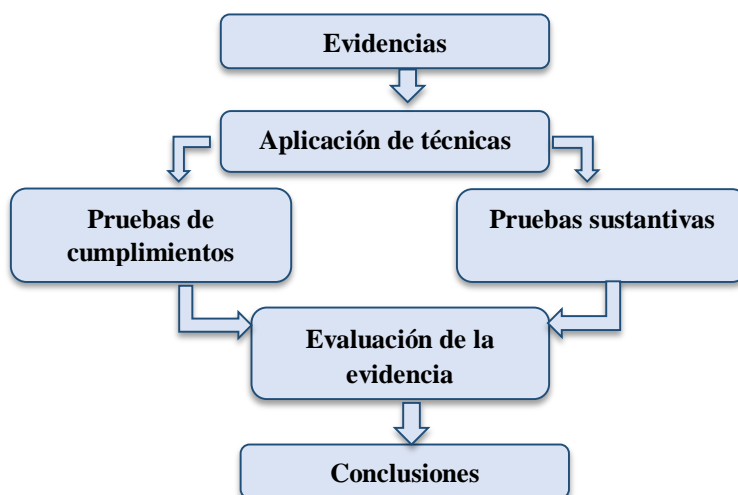 Evidencias
Aplicación de técnicas
Pruebas de
cumplimientos
Pruebas sustantivas
Evaluación de la
evidencia
Conclusiones